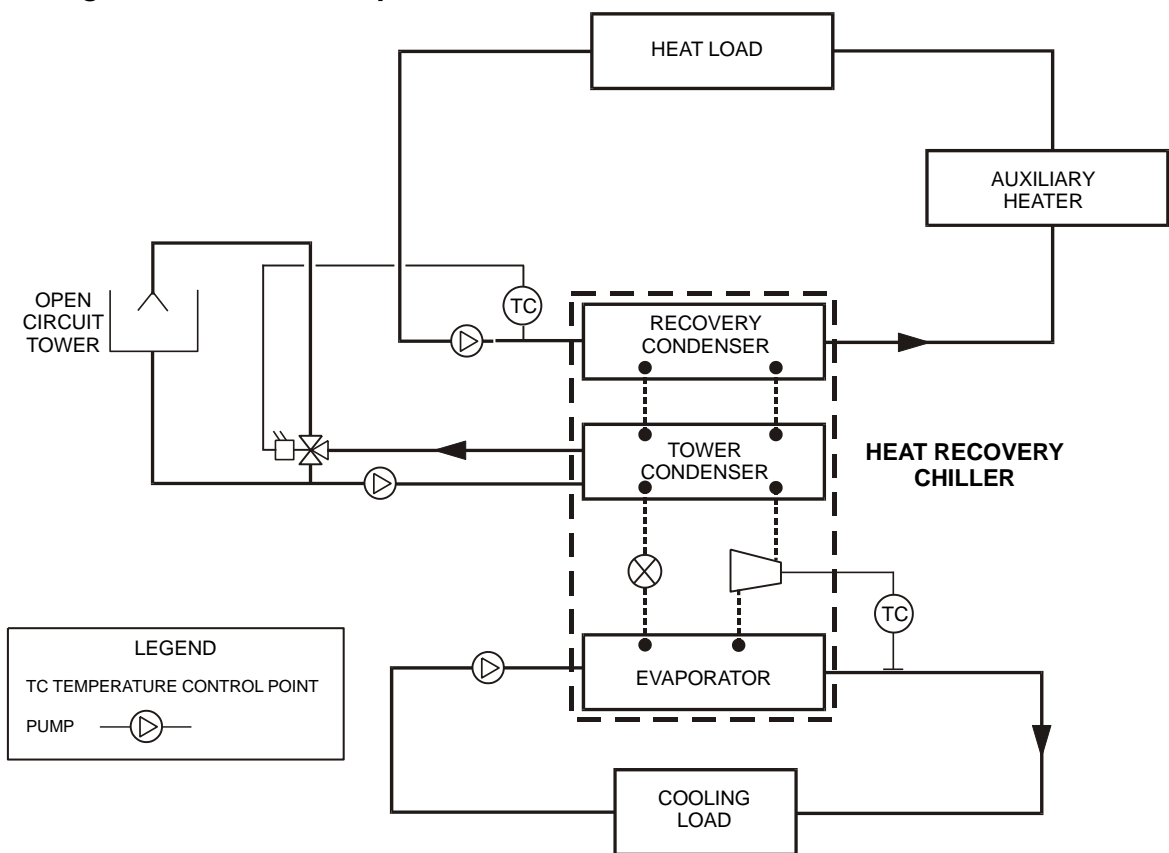 HEAT LOAD
AUXILIARY
HEATER
OPEN
CIRCUIT
TOWER
TC
RECOVERY
CONDENSER
TOWER
CONDENSER
HEAT RECOVERY
CHILLER
TC
EVAPORATOR
COOLING
LOAD
LEGEND
TC TEMPERATURE CONTROL POINT
PUMP